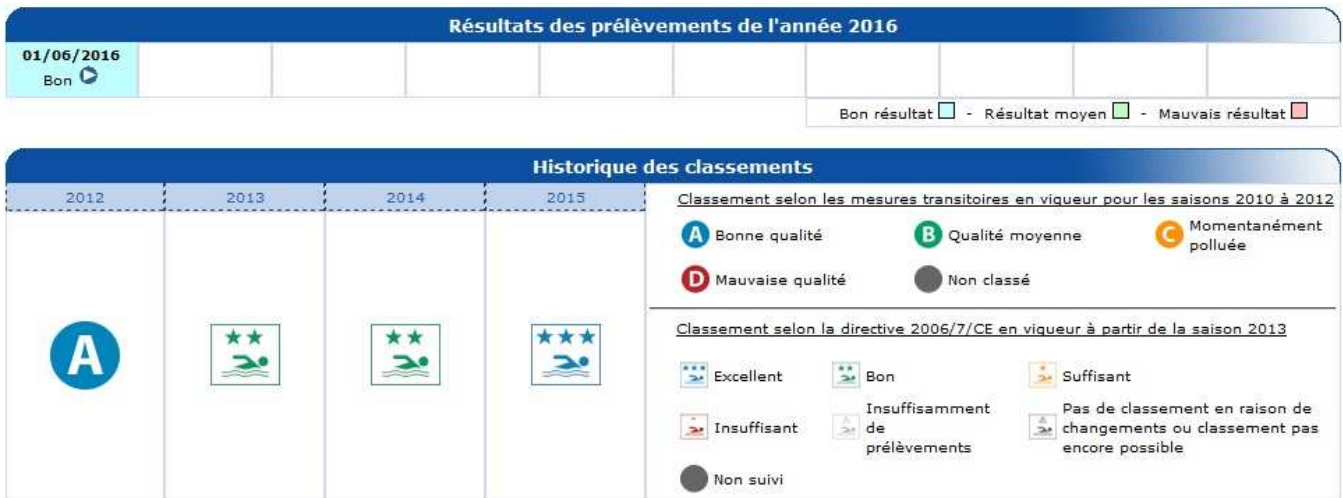 Résultats des prélèvements de l'année 2016
01/06/2016
Bon
Bon résultat - Résultat moyen - Mauvais résultat
Historique des classements
2012 2013 2014 2015
Classement selon les mesures transitoires en vigueur pour les saisons 2010 à 2012
A Bonne qualité
B Qualité moyenne
C Momentanément
polluée
D Mauvaise qualité
Non classé
A
Classement selon la directive 2006/7/CE en vigueur à partir de la saison 2013
Excellent
Bon
Suffisant
Insuffisant
Insuffisamment
de
prélèvements
Pas de classement en raison de
changements ou classement pas
encore possible
Non suivi